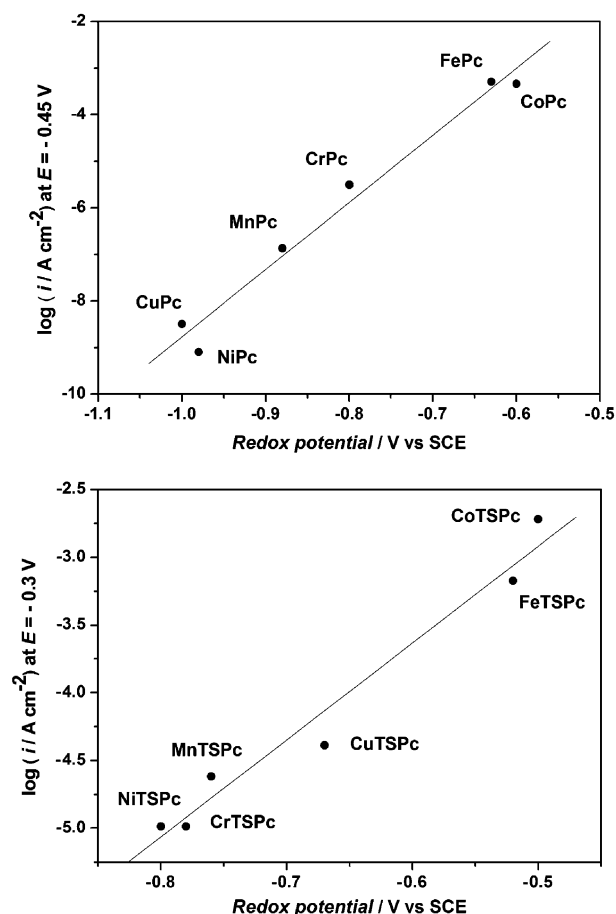 -2
FePc
-4
CoPc
CrPc
-6
MnPc
-8
CuPc
NiPc
-10
-1.1 -1.0 -0.9 -0.8 -0.7 -0.6 -0.5
log ( i / A cm-2) at E = - 0.45 V
Redox potential / V vs SCE
-2.5
CoTSPc
-3.0
FeTSPc
-3.5
-4.0
CuTSPc
MnTSPc
-4.5
NiTSPc
CrTSPc
-5.0
-0.8 -0.7 -0.6 -0.5
log ( i / A cm-2) at E = - 0.3 V
Redox potential / V vs SCE